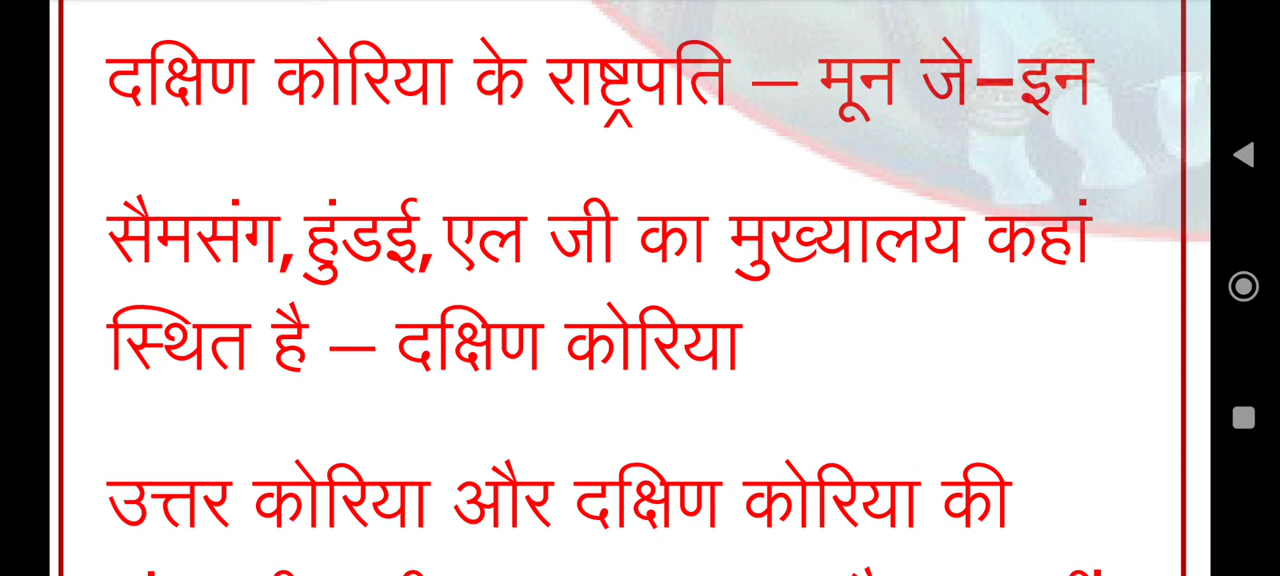 दक्षिण कोरिया के राष्ट्रपति – मून जे–इन
सैमसंग,हुंडई,एल जी का मुख्यालय कहां
स्थित है – दक्षिण कोरिया
उत्तर कोरिया और दक्षिण कोरिया की